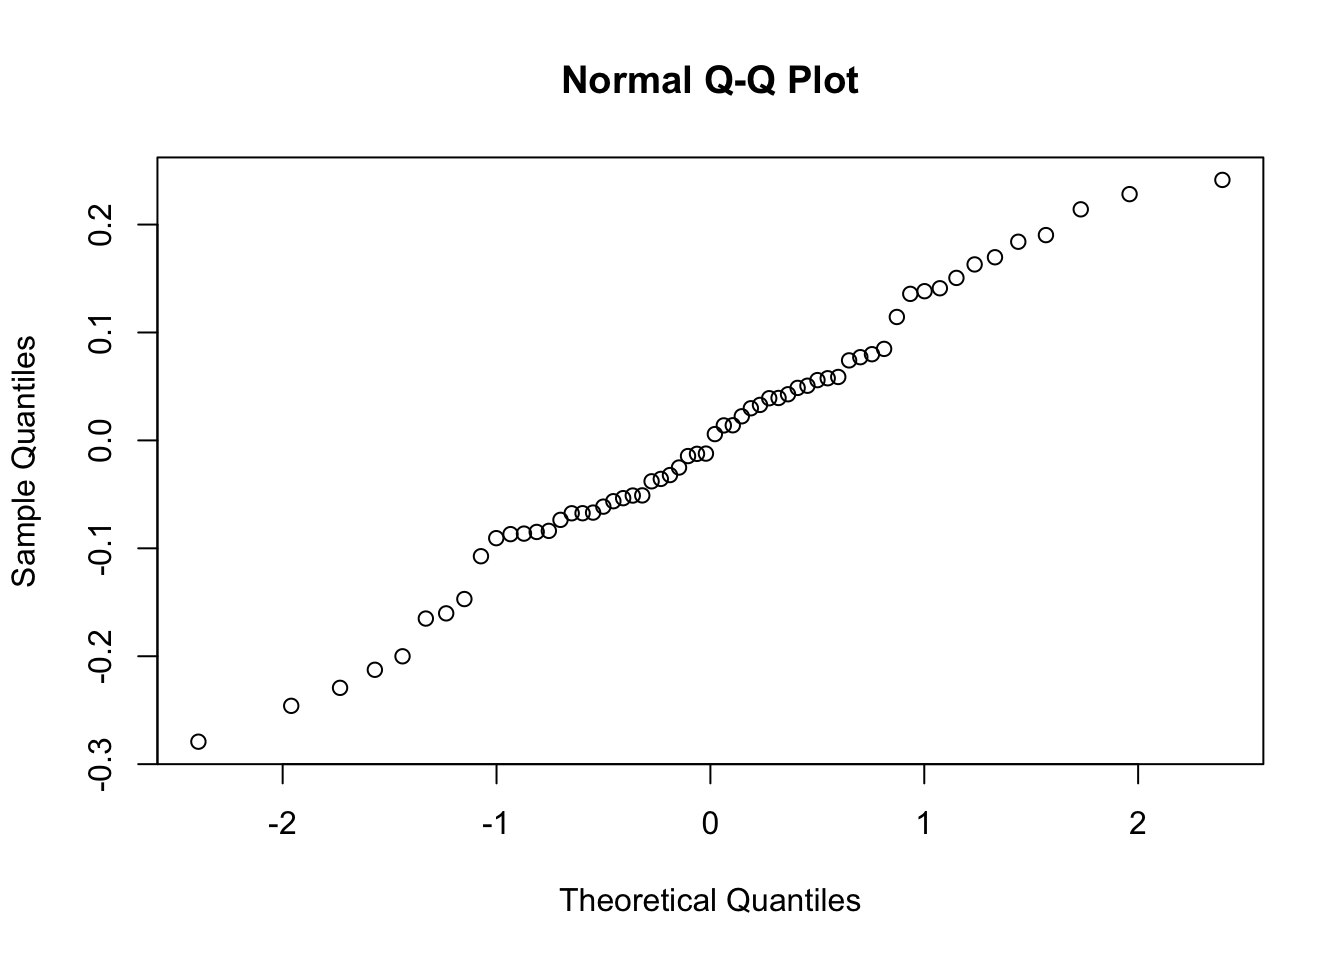 Normal Q-Q Plot
Sample Quantiles
0.2
0.1
0.0
-0.1
-0.2
-0.3
-2 -1 0 1 2
Theoretical Quantiles